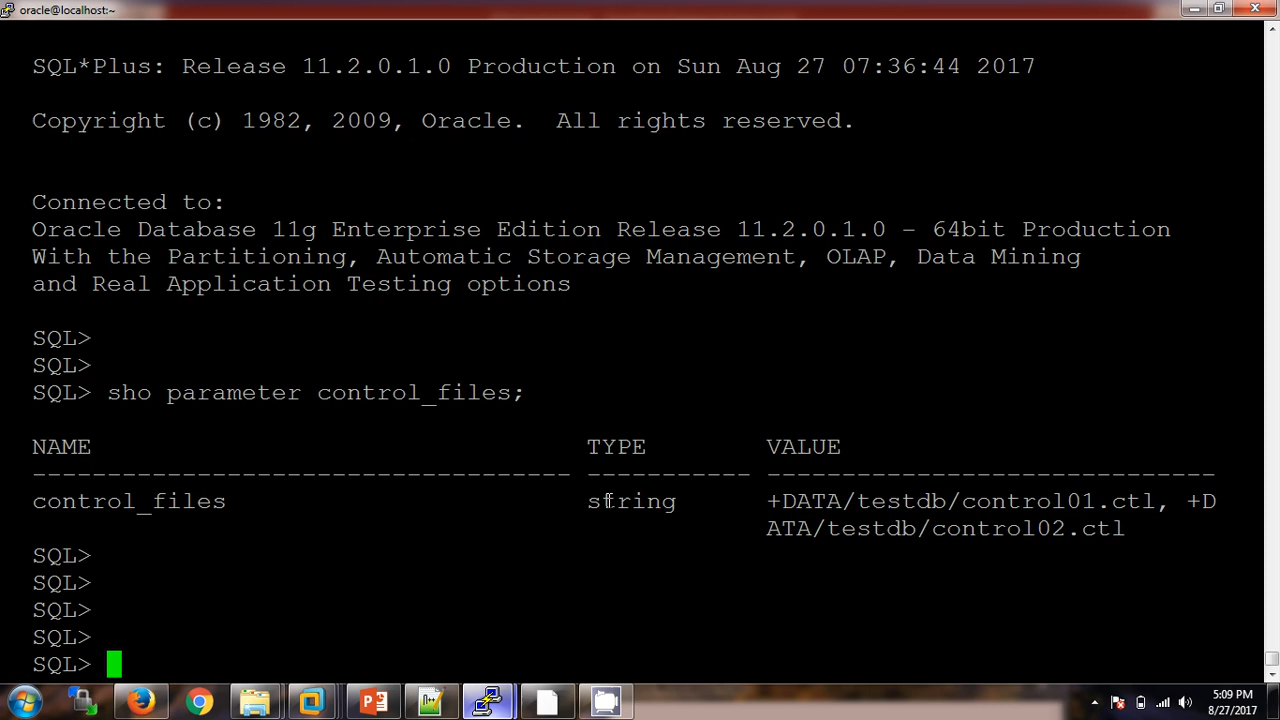 oracle@localhost:~
SQL*Plus: Release 11.2.0.1.0 Production on Sun Aug 27 07:36:44 2017
Copyright (c) 1982, 2009, Oracle.  All rights reserved.
Connected to:
Oracle Database 11g Enterprise Edition Release 11.2.0.1.0 - 64bit Production
With the Partitioning, Automatic Storage Management, OLAP, Data Mining
and Real Application Testing options
SQL>
SQL>
SQL> sho parameter control_files;
NAME TYPE VALUE
------------------------------------ ----------- ------------------------------
control_files string +DATA/testdb/control01.ctl, +D
ATA/testdb/control02.ctl
SQL>
SQL>
SQL>
SQL>
SQL>
5:09 PM
8/27/2017